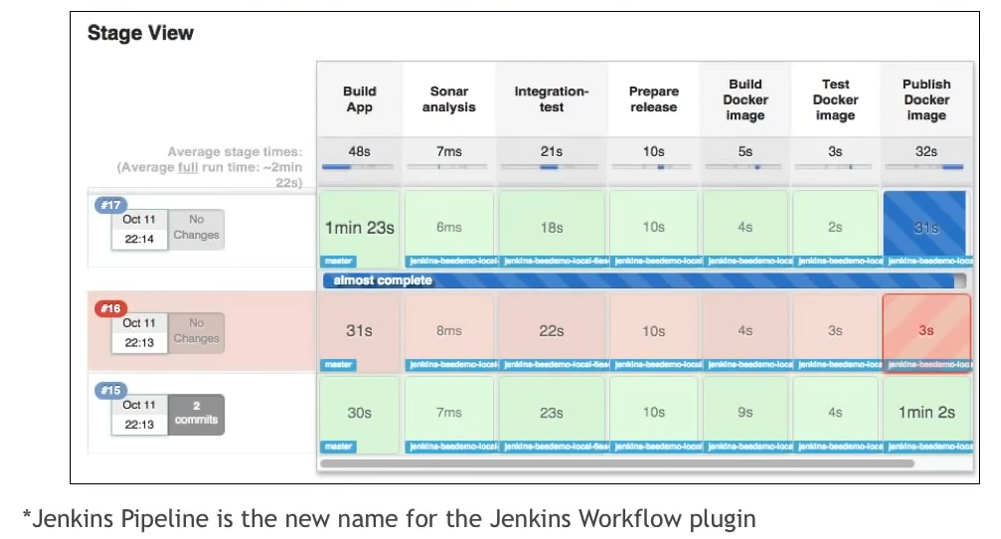 Stage View
Build
App
Sonar
analysis
Integration-
test
Prepare
release
Build
Docker
image
Test
Docker
image
Publish
Docker
image
Average stage times:
(Average full run time: ~2min
22s)
48s
7ms
21s
10s
5s
3s
32s
#17
Oct 11
22:14
No
Changes
1min 23s
6ms
18s
10s
4s
2s
31s
master
jenkins-beedemo-local
jenkins-beedemo-local-
jenkins-beedemo-local
jenkins-beedemo-loca
jenkins-beedemo-loca
jenkins-beedemo-loca
almost complete
#16
Oct 11
22:13
No
Changes
31s
8ms
22s
10s
4s
3s
3s
master
jenkins-beedemo-local
jenkins-beedemo-local-
jenkins-beedemo-local
jenkins-beedemo-loca
jenkins-beedemo-loca
jenkins-beedemo-loca
#15
Oct 11
22:13
2
commits
30s
7ms
23s
10s
9s
4s
1min 2s
master
jenkins-beedemo-local
jenkins-beedemo-local-
jenkins-beedemo-local
jenkins-beedemo-loca
jenkins-beedemo-loca
jenkins-beedemo-loca
*Jenkins Pipeline is the new name for the Jenkins Workflow plugin